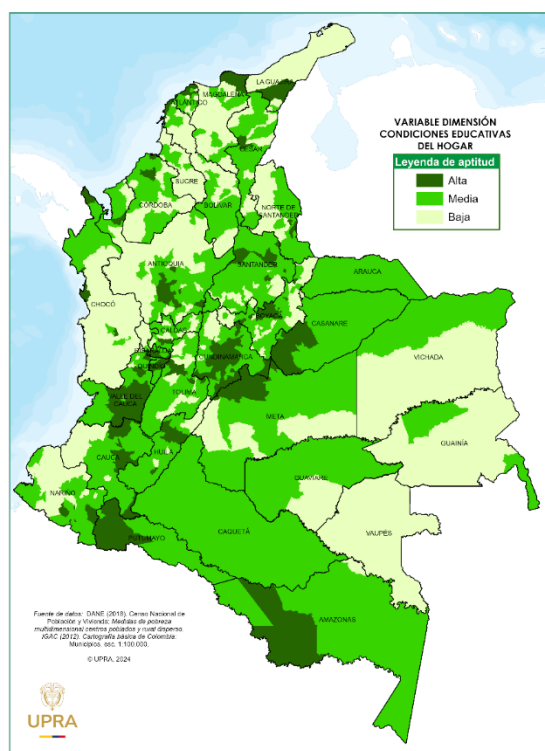 LA GUAJIRA
MAGDALENA
ATLÁNTICO
VARIABLE DIMENSIÓN
CONDICIONES EDUCATIVAS
DEL HOGAR
Leyenda de aptitud
Alta
Media
Baja
CESAR
SUCRE
CÓRDOBA
BOLIVAR
NORTE DE
SANTANDER
ANTIOQUIA
SANTANDER
ARAUCA
CHOCÓ
BOYACÁ
CASANARE
CALDAS
RISARALDA
CUNDINAMARCA
VICHADA
QUINDIO
VALLE DEL
CAUCA
TOLIMA
META
GUAINÍA
CAUCA
HUILA
NARIÑO
GUAVIARE
VAUPÉS
CAQUETÁ
PUTUMAYO
AMAZONAS
Fuente de datos: DANE (2018). Censo Nacional de
Población y Vivienda; Medidas de pobreza
multidimensional centros poblados y rural disperso.
IGAC (2012). Cartografía básica de Colombia:
Municipios, esc. 1:100.000.
© UPRA, 2024
UPRA